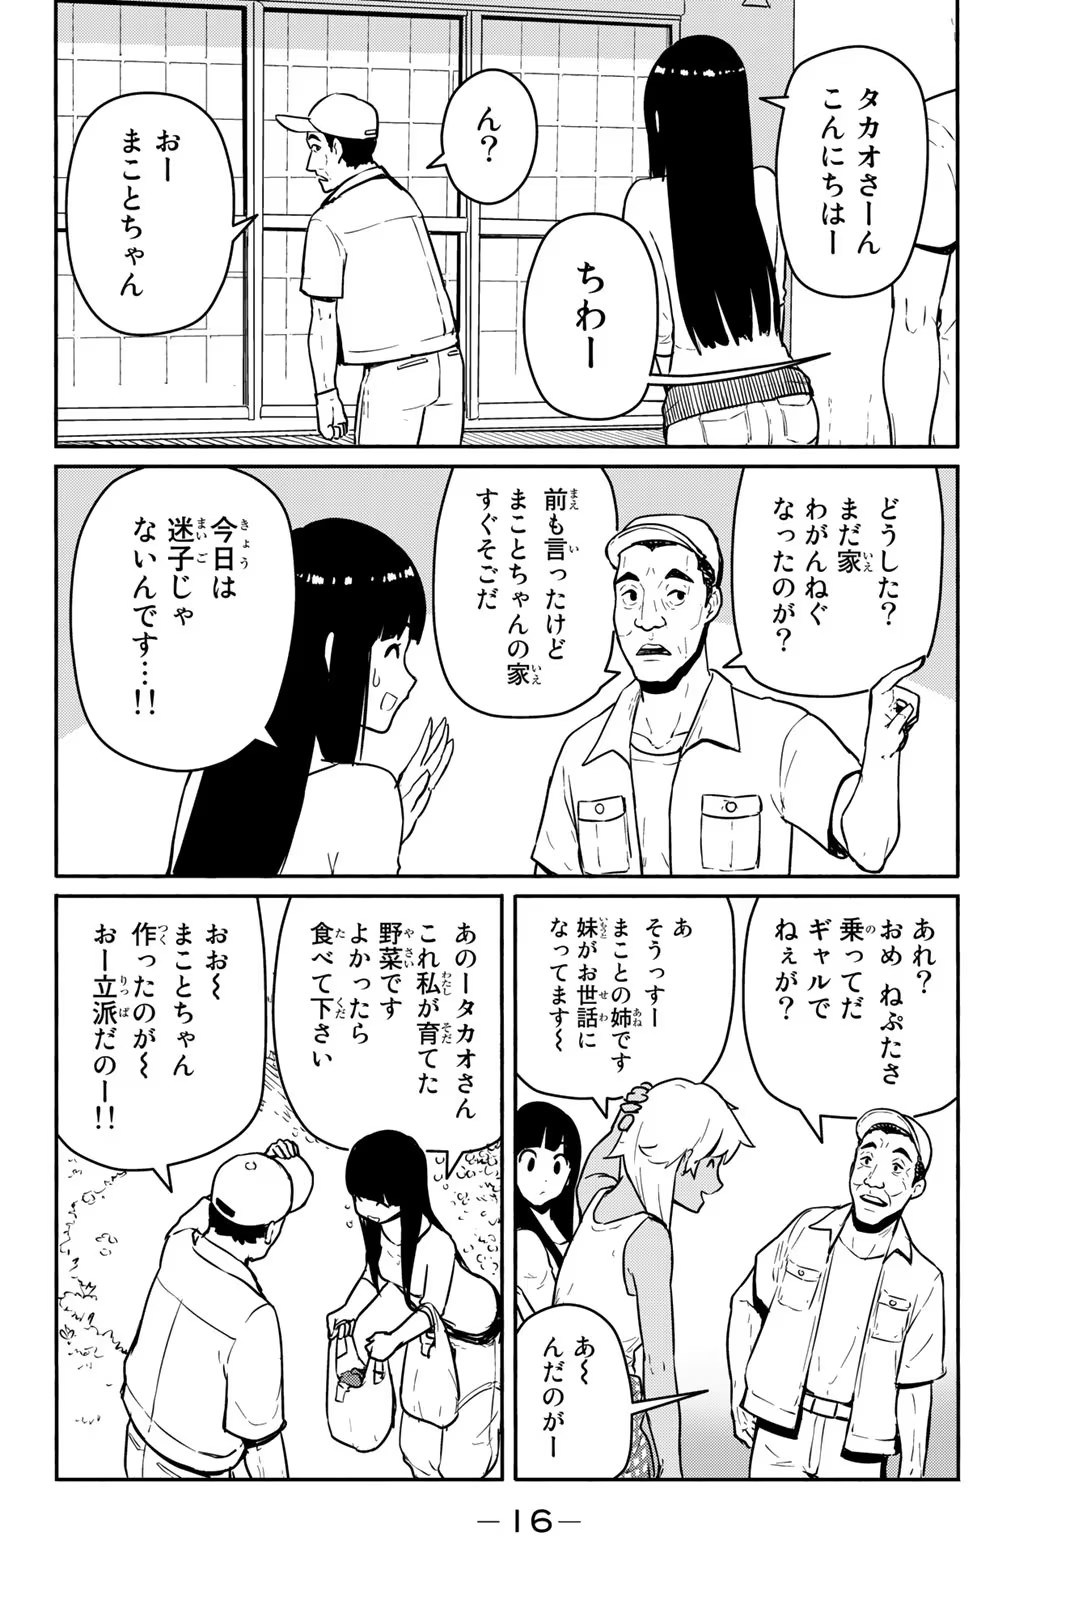 タカオさーん
こんにちはー
ん？
ちわー
おー
まことちゃん
どうした？
まだ家
わがんねぐ
なったのが？
前も言ったけど
まことちゃんの家
すぐそごだ
今日は
迷子じゃ
ないんです…!!
あれ？
おめ ねぷたさ
乗ってだ
ギャルで
ねぇが？
あ
そうっすー
まことの姉です
妹がお世話に
なってます〜
あ〜
んだのがー
あのータカオさん
これ私が育てた
野菜です
よかったら
食べて下さい
おお〜
まことちゃん
作ったのが〜
おー立派だのー!!
—16—